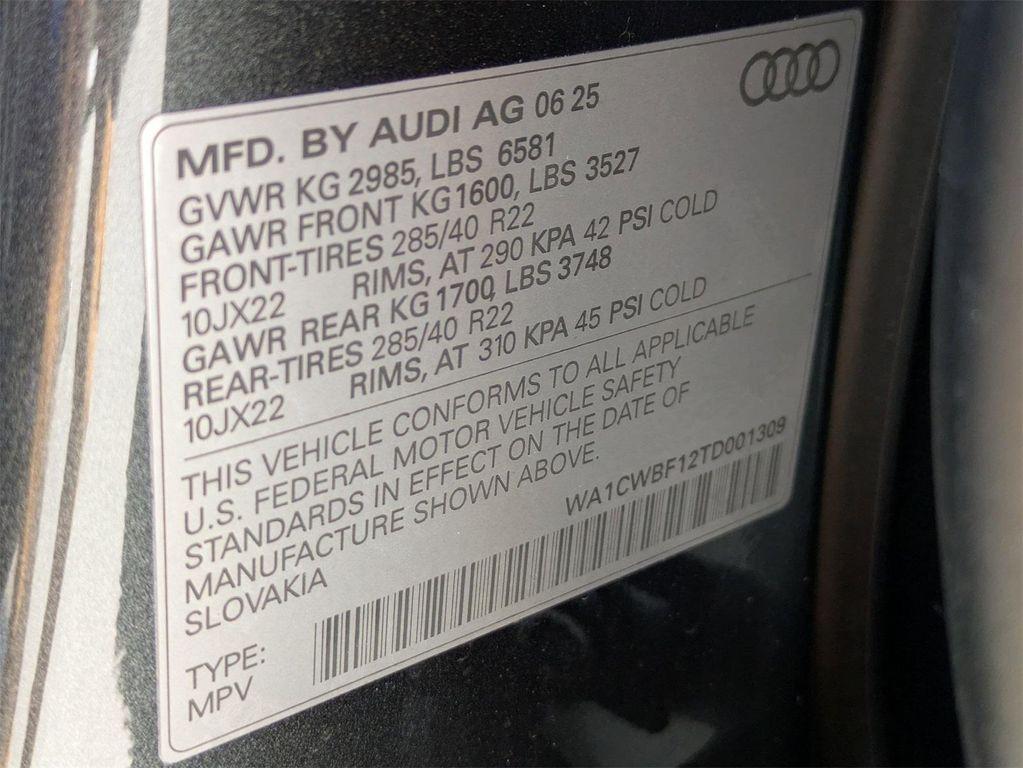 MFD. BY AUDI AG 06 25
GVWR KG 2985, LBS 6581
GAWR FRONT KG1600, LBS 3527
FRONT-TIRES 285/40 R22
10JX22 RIMS, AT 290 KPA 42 PSI COLD
GAWR REAR KG 1700, LBS 3748
REAR-TIRES 285/40 R22
10JX22 RIMS, AT 310 KPA 45 PSI COLD
THIS VEHICLE CONFORMS TO ALL APPLICABLE
U.S. FEDERAL MOTOR VEHICLE SAFETY
STANDARDS IN EFFECT ON THE DATE OF
MANUFACTURE SHOWN ABOVE.
SLOVAKIA
WA1CWBF12TD001309
TYPE:
MPV